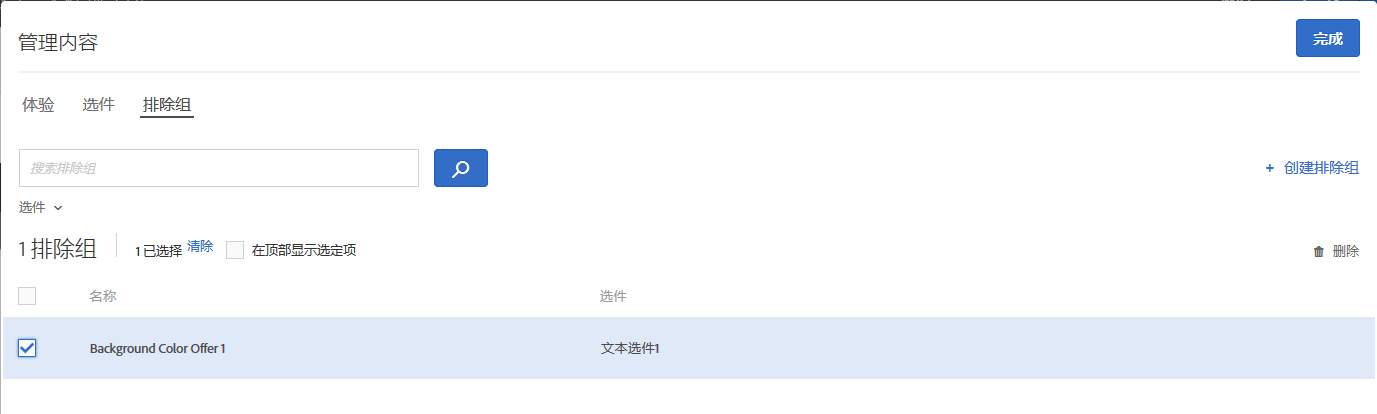 管理内容
完成
体验 选件 排除组
搜索排除组
+ 创建排除组
选件
1 排除组 1 已选择 清除 在顶部显示选定项 删除
名称 选件
Background Color Offer 1 文本选件1